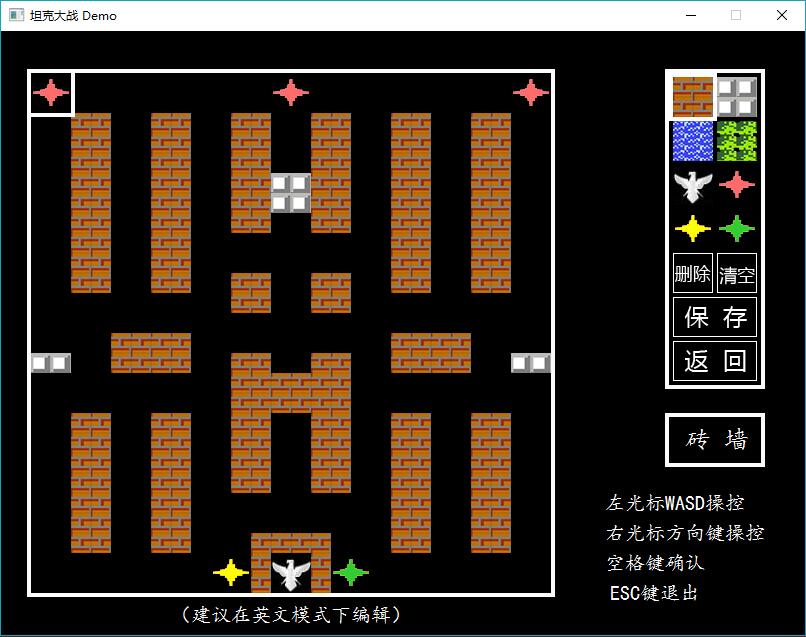 坦克大战 Demo
删除 清空
保 存
返 回
砖 墙
左光标WASD操控
右光标方向键操控
空格键确认
ESC键退出
（建议在英文模式下编辑）